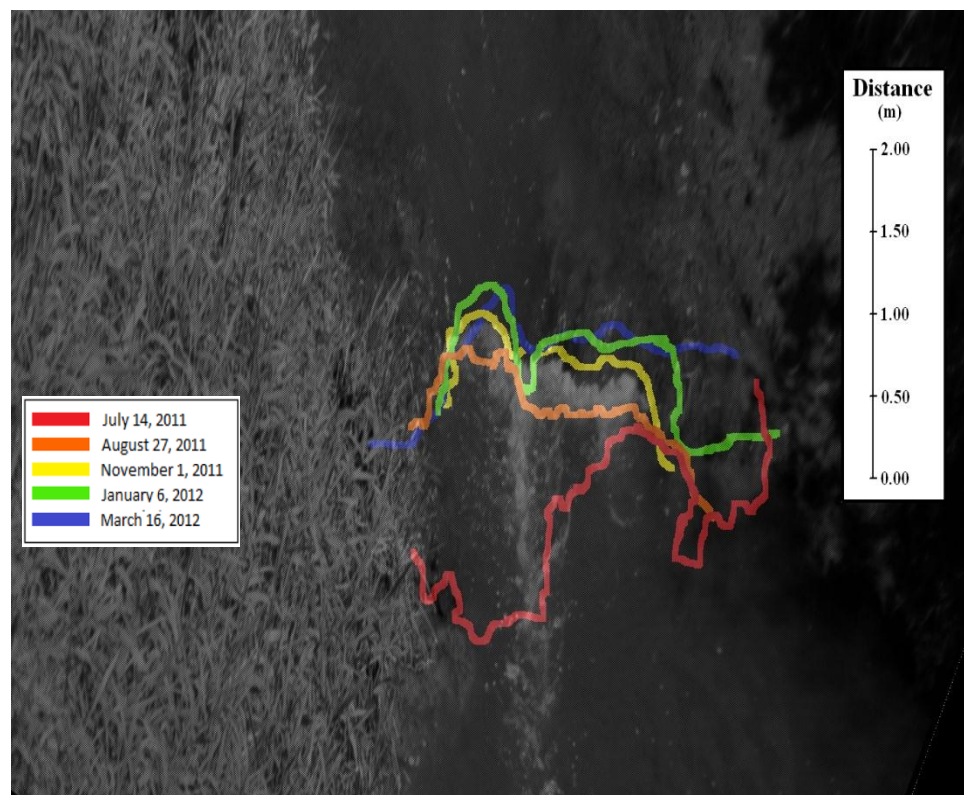 Distance
(m)
2.00
1.50
1.00
0.50
0.00
July 14, 2011
August 27, 2011
November 1, 2011
January 6, 2012
March 16, 2012